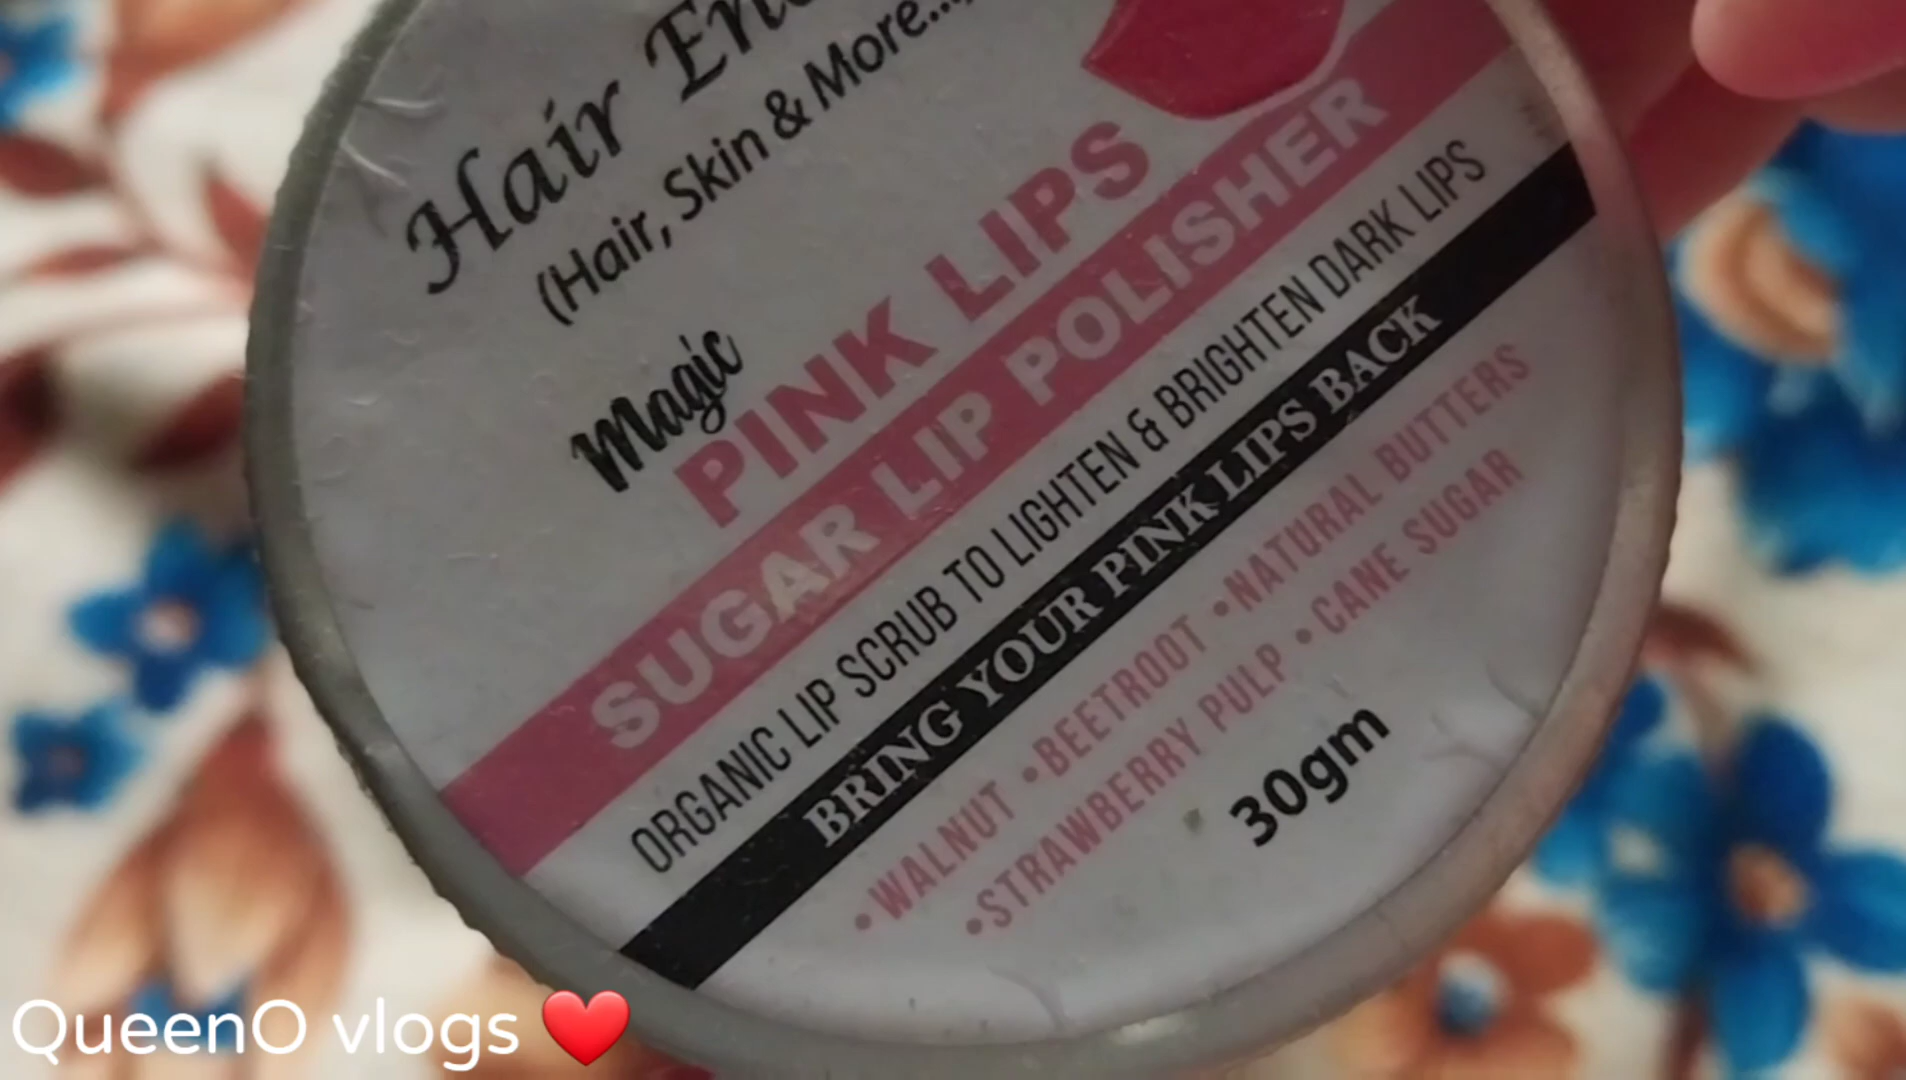 Hair
(Hair, Skin & More...
Magic
PINK LIPS
SUGAR LIP POLISHER
ORGANIC LIP SCRUB TO LIGHTEN & BRIGHTEN DARK LIPS
BRING YOUR PINK LIPS BACK
•WALNUT •BEETROOT •NATURAL BUTTERS
•STRAWBERRY PULP •CANE SUGAR
30gm
QueenO vlogs ❤️